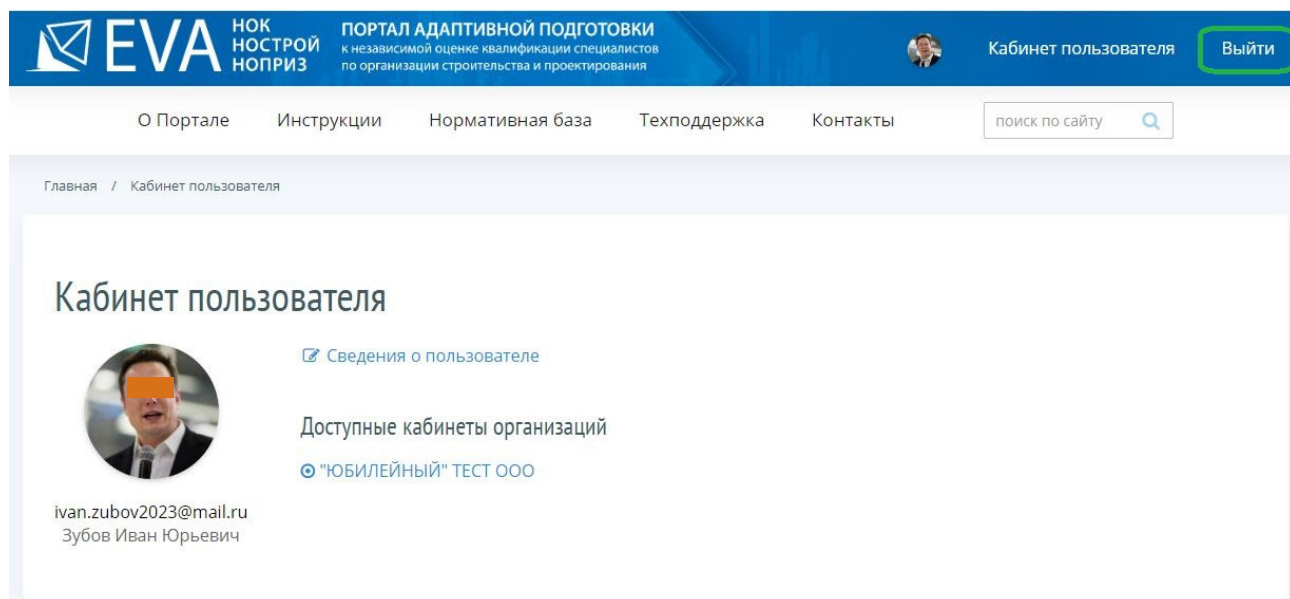 EVA
НОК
НОСТРОЙ
НОПРИЗ
ПОРТАЛ АДАПТИВНОЙ ПОДГОТОВКИ
к независимой оценке квалификации специалистов
по организации строительства и проектирования
Кабинет пользователя
Выйти
О Портале Инструкции Нормативная база Техподдержка Контакты поиск по сайту
Главная / Кабинет пользователя
Кабинет пользователя
Сведения о пользователе
Доступные кабинеты организаций
"ЮБИЛЕЙНЫЙ" ТЕСТ ООО
ivan.zubov2023@mail.ru
Зубов Иван Юрьевич